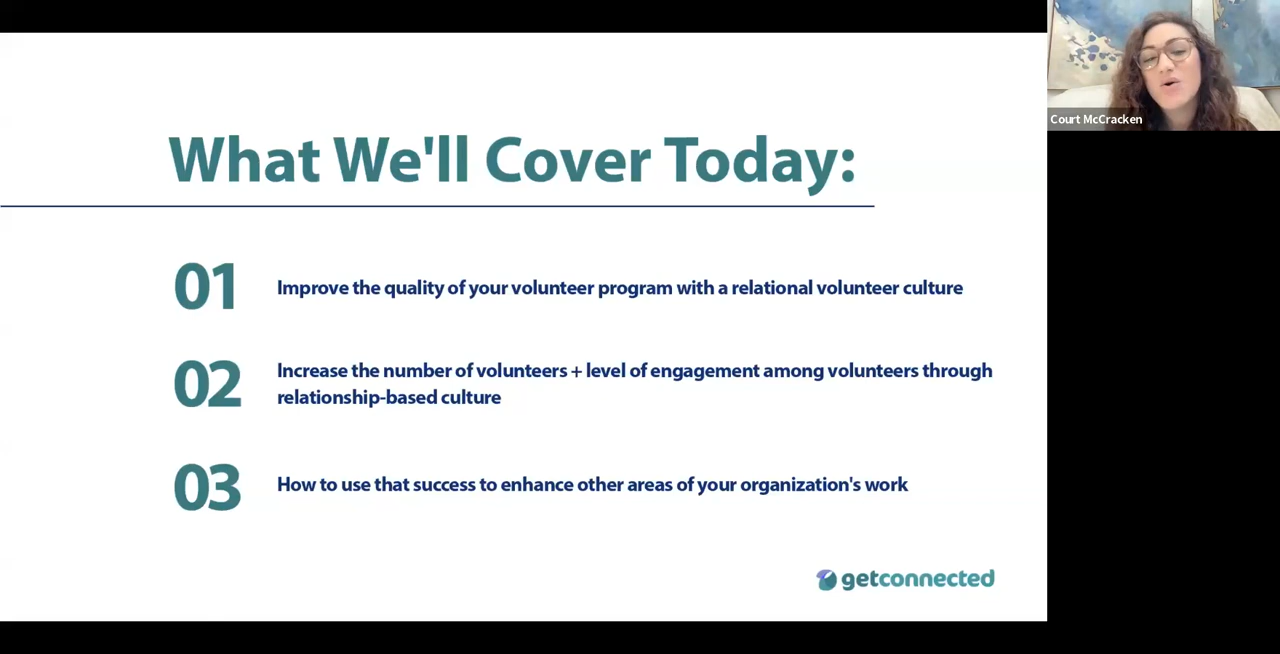 What We'll Cover Today:
01
Improve the quality of your volunteer program with a relational volunteer culture
02
Increase the number of volunteers + level of engagement among volunteers through
relationship-based culture
03
How to use that success to enhance other areas of your organization's work
getconnected
Court McCracken